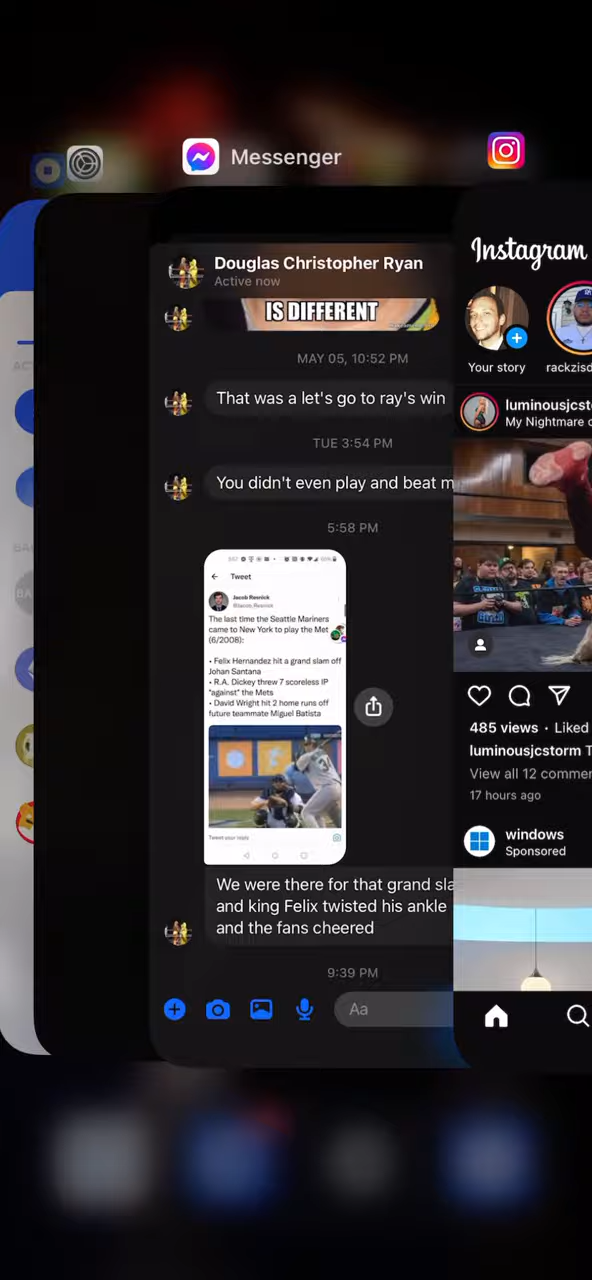 Messenger
Douglas Christopher Ryan
Active now
IS DIFFERENT
MAY 05, 10:52 PM
That was a let's go to ray's win
TUE 3:54 PM
You didn't even play and beat m
5:58 PM
Tweet
Jacob Resnick
@Jacob_Resnick
The last time the Seattle Mariners
came to New York to play the Met
(6/2008):
• Felix Hernandez hit a grand slam off
Johan Santana
• R.A. Dickey threw 7 scoreless IP
"against" the Mets
• David Wright hit 2 home runs off
future teammate Miguel Batista
Tweet your reply
We were there for that grand sla
and king Felix twisted his ankle
and the fans cheered
9:39 PM
Aa
Instagram
Your story
rackzisd
luminousjcsto
My Nightmare
485 views · Liked
luminousjcstorm T
View all 12 commen
17 hours ago
windows
Sponsored